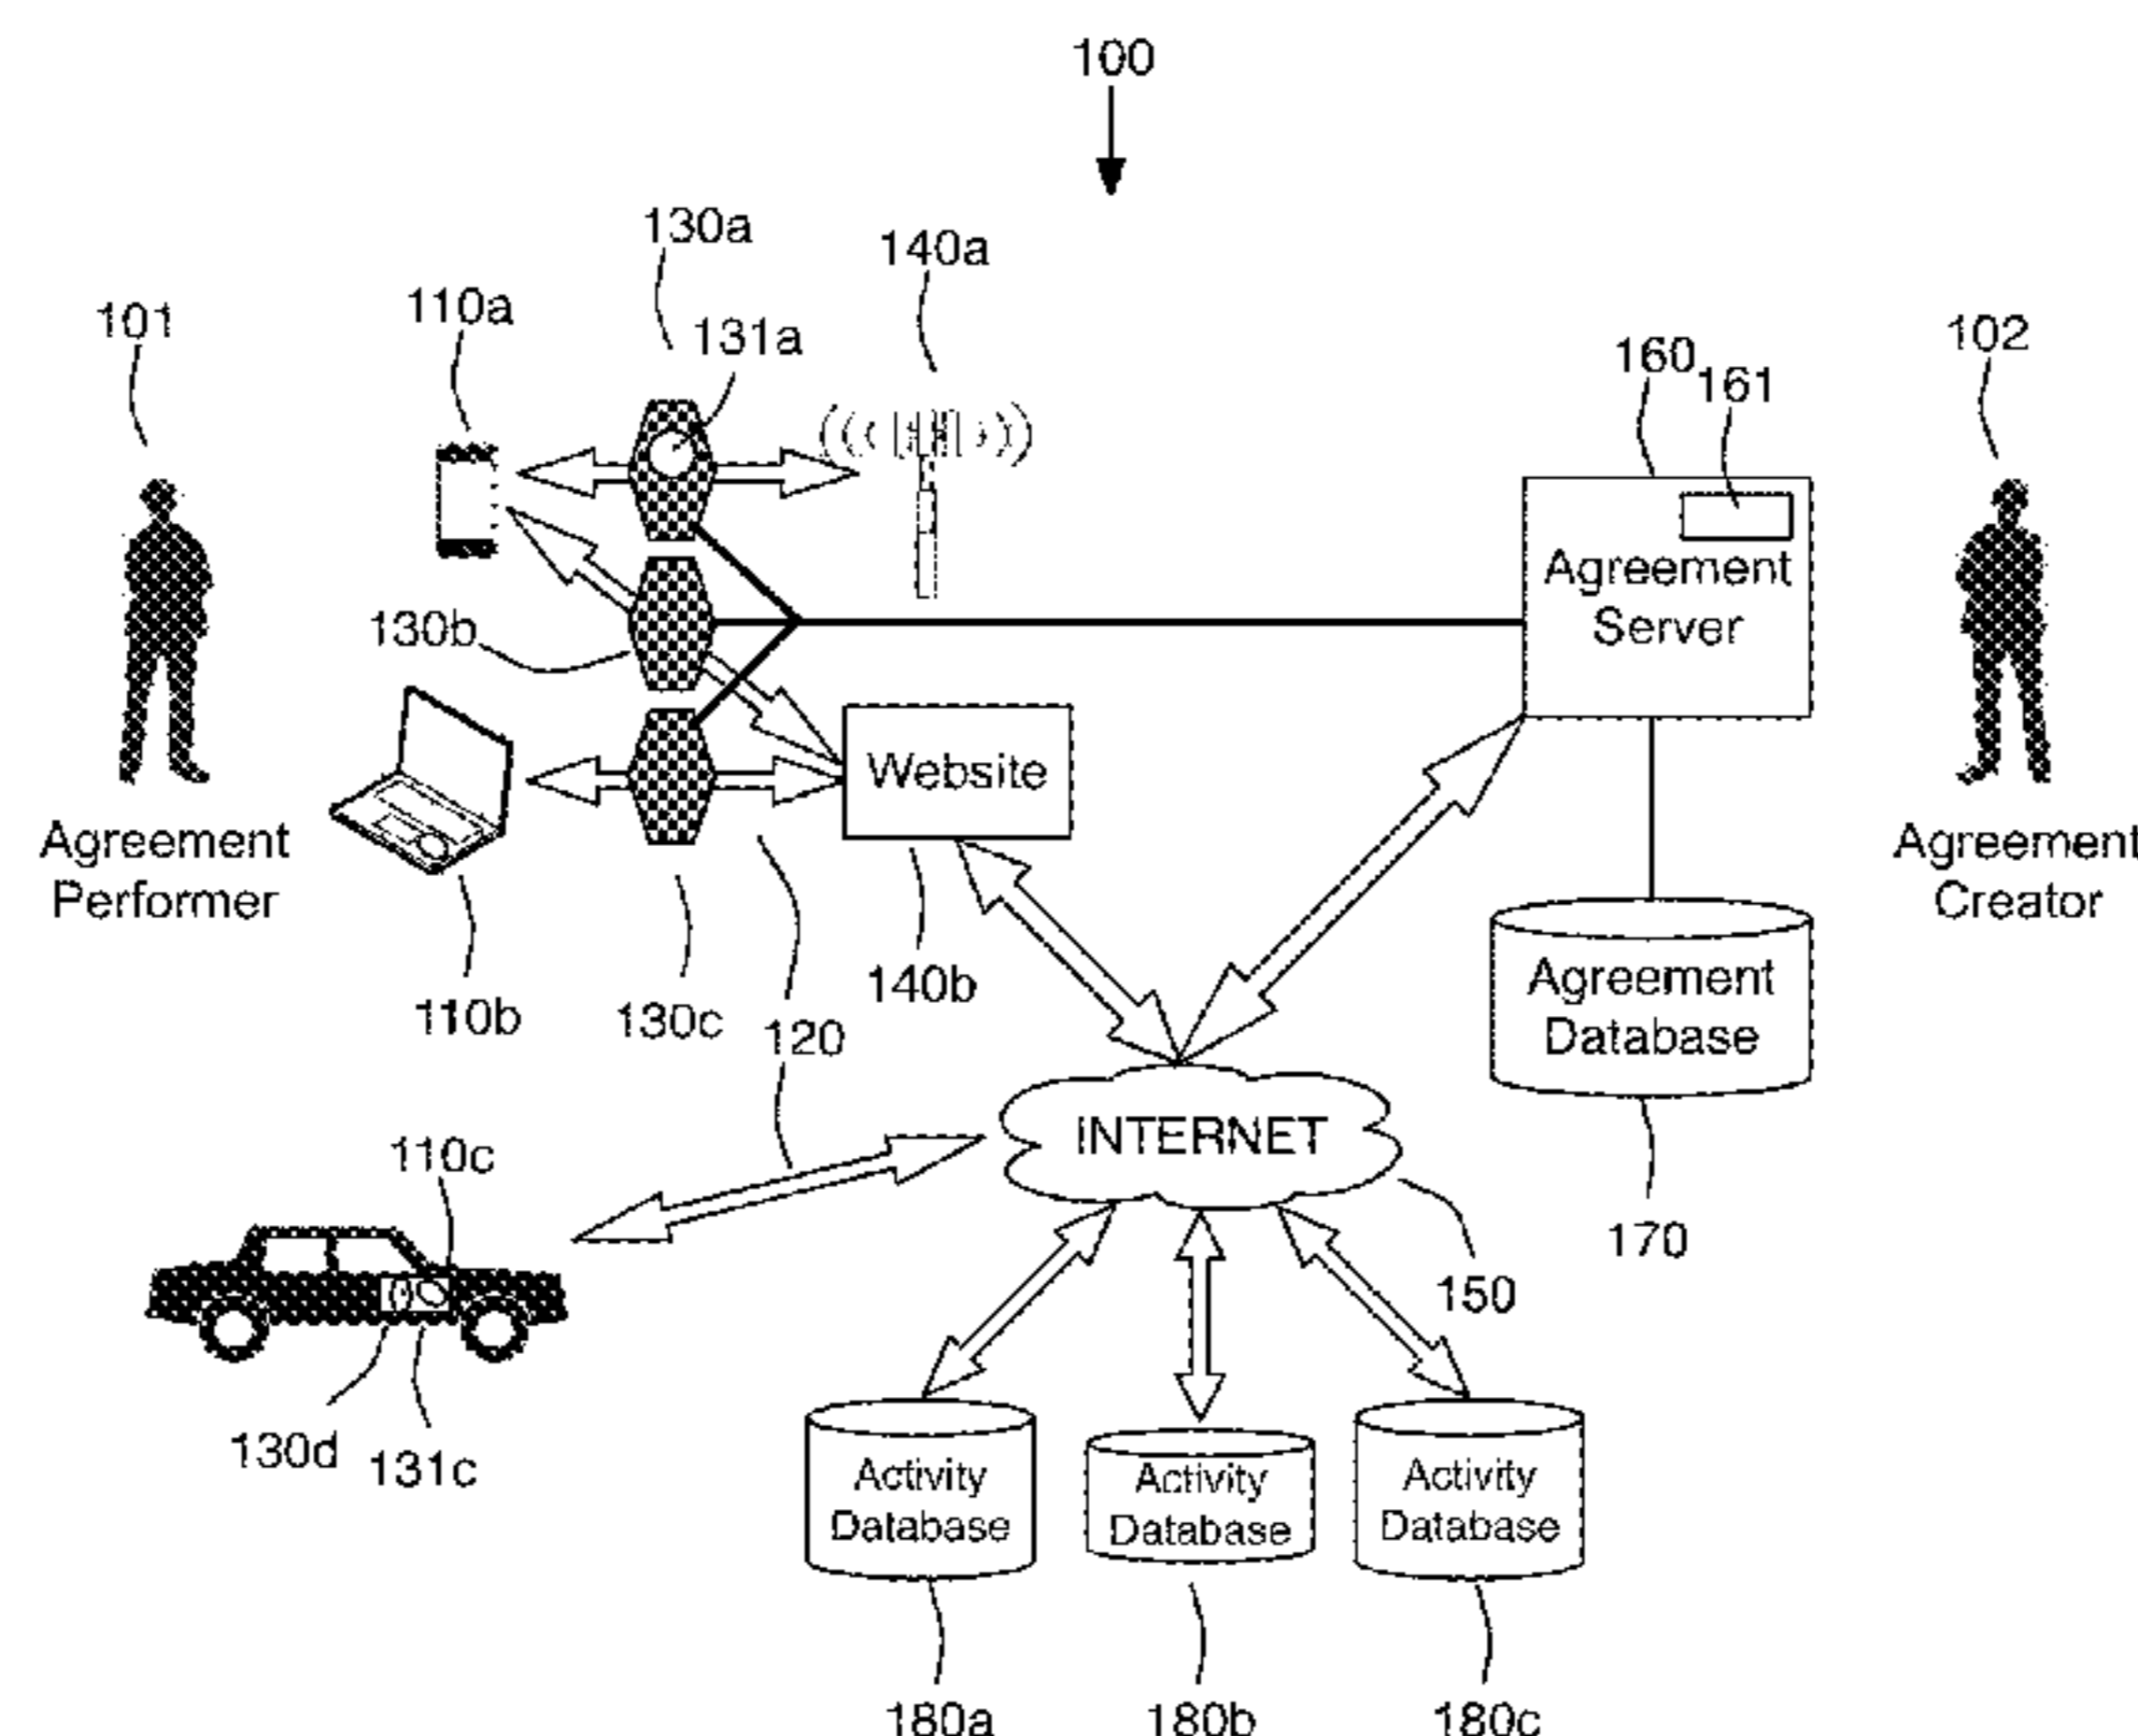 100
130a
140a
110a
131a
101
102
160
161
Agreement
Server
130b
Website
Agreement
Performer
Agreement
Creator
140b
110b
130c
120
Agreement
Database
INTERNET
110c
170
150
130d
131c
Activity
Database
Activity
Database
Activity
Database
180a
180b
180c